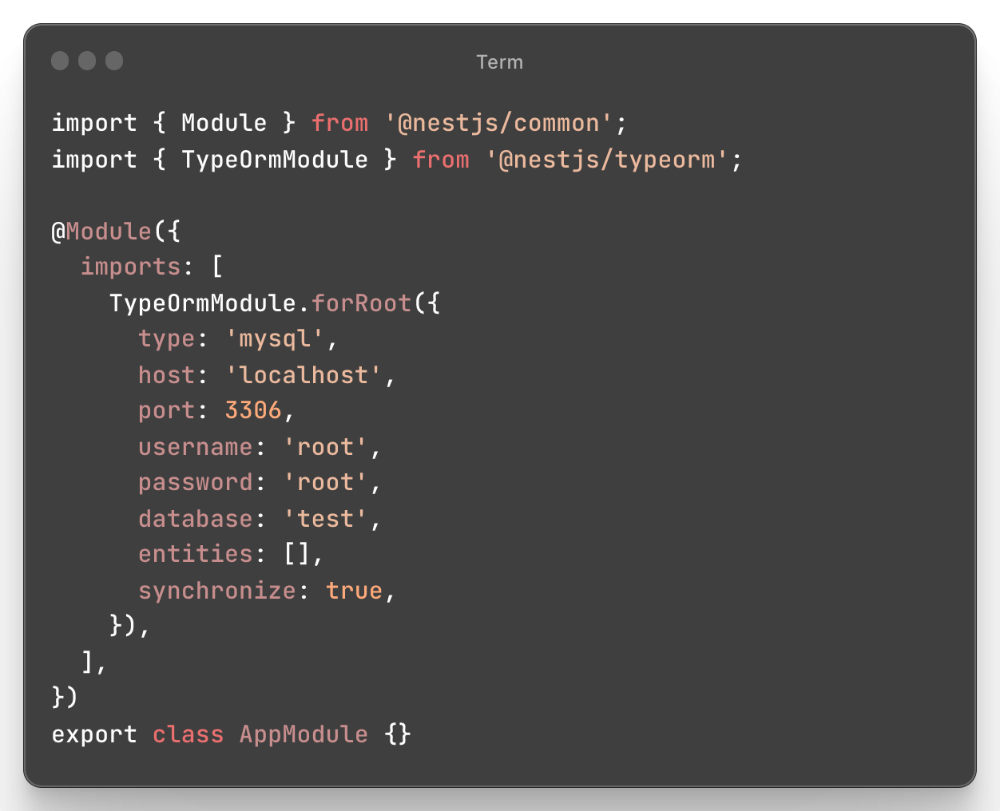 Term
import { Module } from '@nestjs/common';
import { TypeOrmModule } from '@nestjs/typeorm';

@Module({
  imports: [
    TypeOrmModule.forRoot({
      type: 'mysql',
      host: 'localhost',
      port: 3306,
      username: 'root',
      password: 'root',
      database: 'test',
      entities: [],
      synchronize: true,
    }),
  ],
})
export class AppModule {}